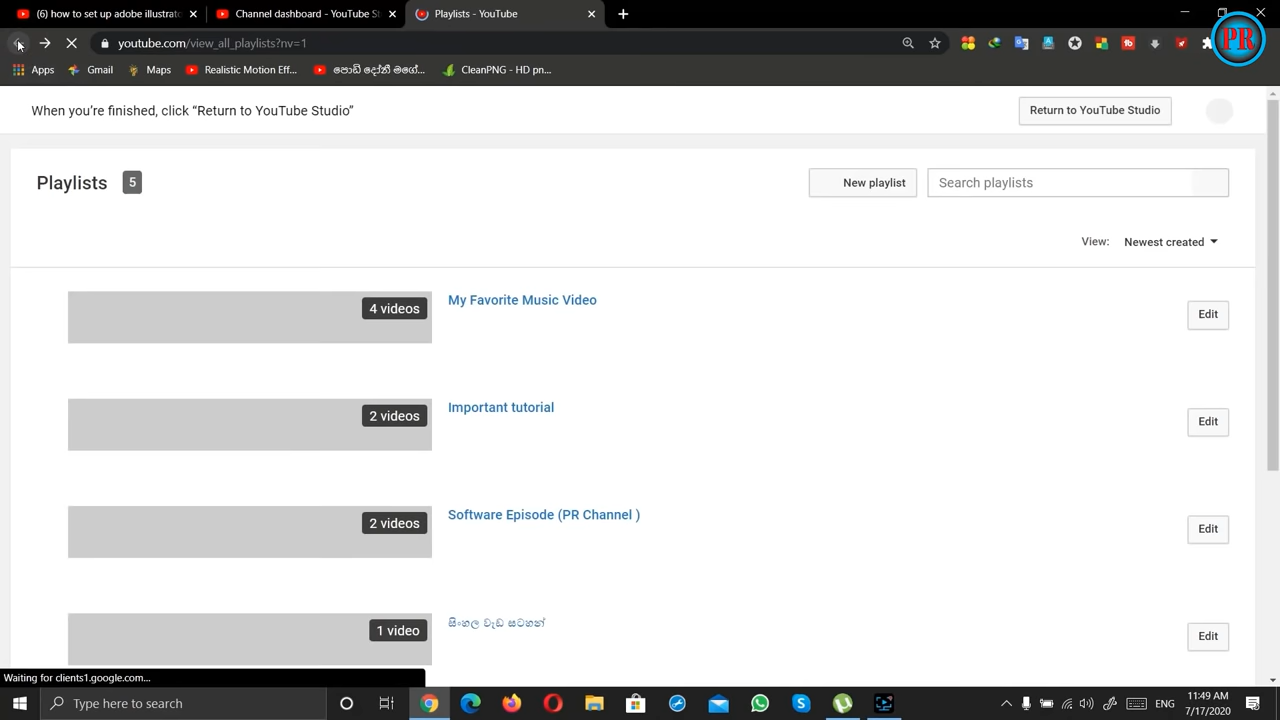 (6) how to set up adobe illustrato
Channel dashboard - YouTube St
Playlists - YouTube
youtube.com/view_all_playlists?nv=1
PR
Apps
Gmail
Maps
Realistic Motion Eff...
පොඩි දෝණි මගේ...
CleanPNG - HD pn...
When you're finished, click “Return to YouTube Studio”
Return to YouTube Studio
Playlists 5
New playlist
Search playlists
View: Newest created
4 videos
My Favorite Music Video
Edit
2 videos
Important tutorial
Edit
2 videos
Software Episode (PR Channel )
Edit
1 video
සිංහල වැඩ සටහන්
Edit
Waiting for clients1.google.com...
Type here to search
ENG
11:49 AM
7/17/2020